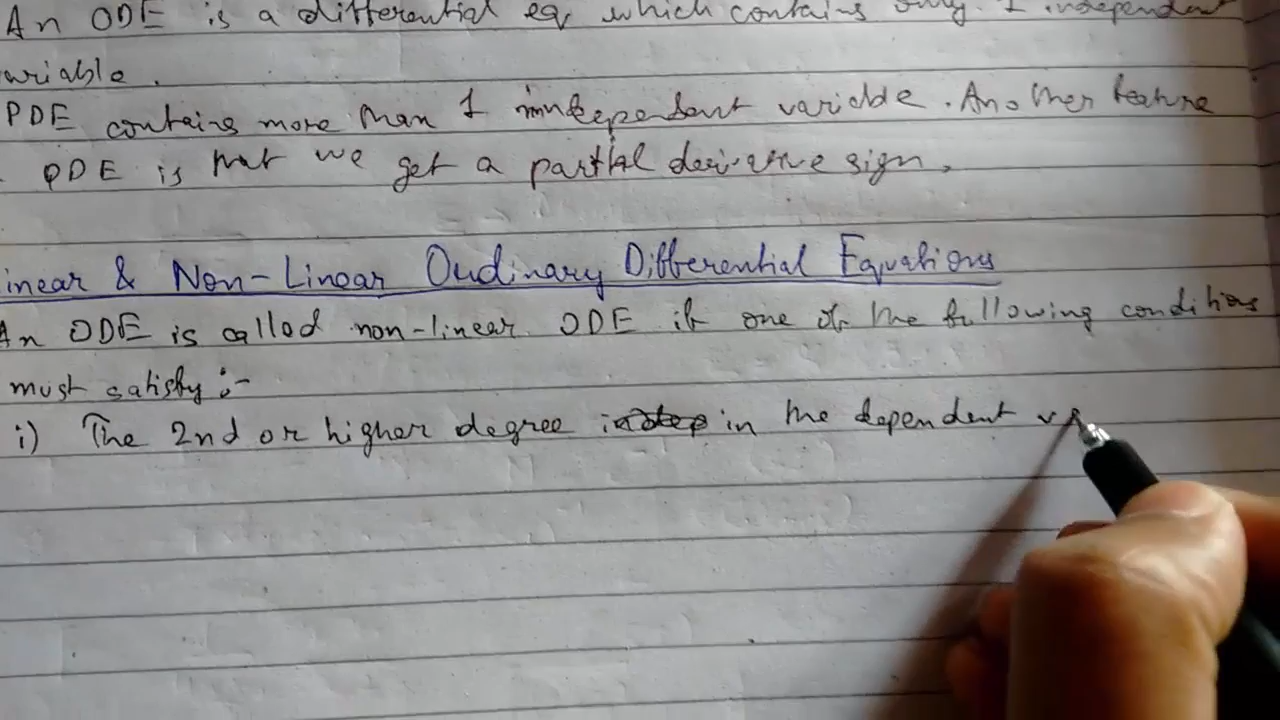 An ODE is a differential eq which contains only 1 independent
ariable.
PDE contains more than 1 independent variable. Another feature
PDE is that we get a partial derivative sign.
inear & Non-Linear Ordinary Differential Equations
An ODE is called non-linear ODE if one of the following conditions
must satisfy :-
i) The 2nd or higher degree in the dependent va